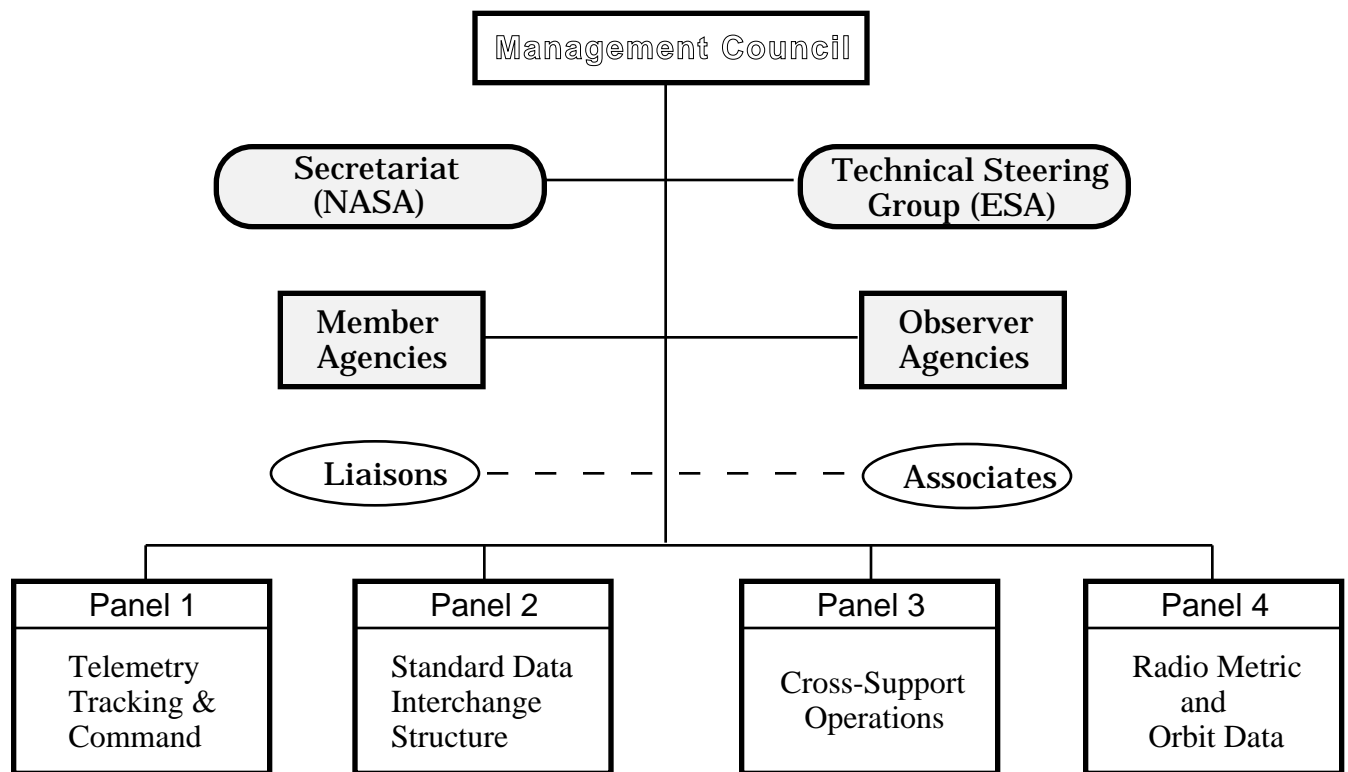 Management Council
Secretariat
(NASA)
Technical Steering
Group (ESA)
Member
Agencies
Observer
Agencies
Liaisons
Associates
Panel 1
Telemetry
Tracking &
Command
Panel 2
Standard Data
Interchange
Structure
Panel 3
Cross-Support
Operations
Panel 4
Radio Metric
and
Orbit Data